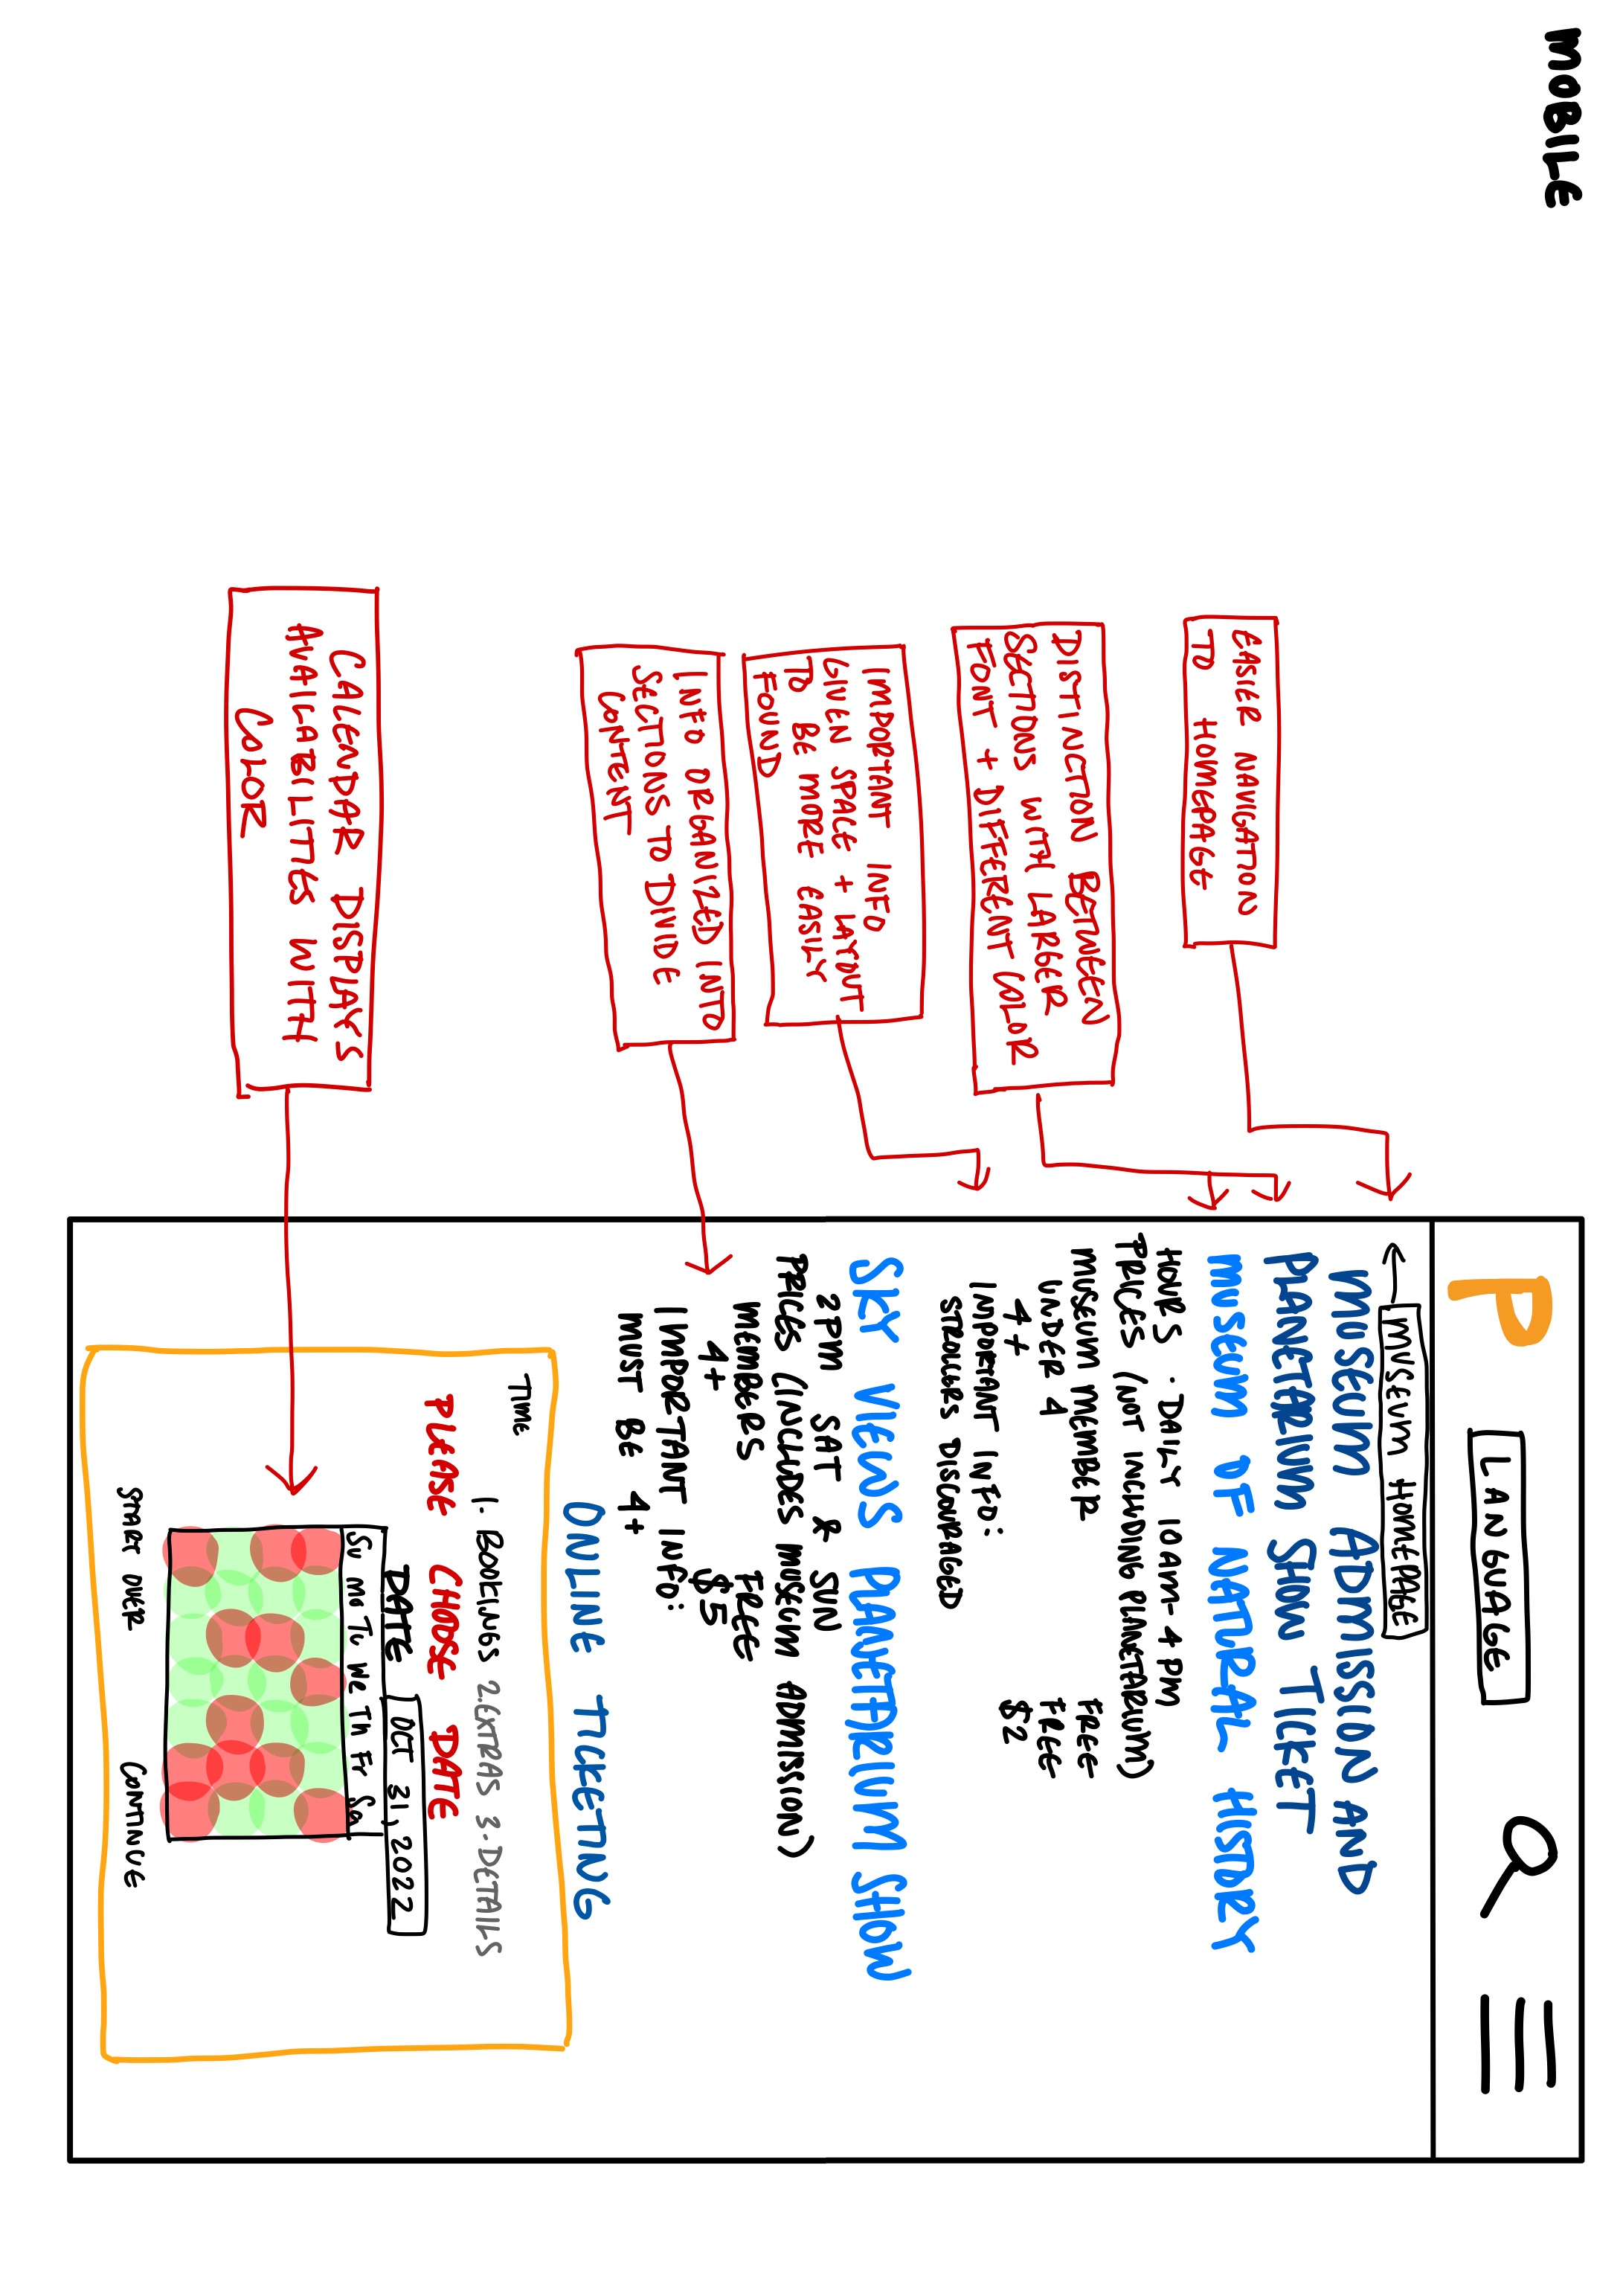 MOBILE
P
LANGUAGE
MUSEUM HOMEPAGE
MUSEUM ADMISSION AND
PLANETARIUM SHOW TICKET
MUSEUM OF NATURAL HISTORY
HOURS · DAILY 10AM-4PM
PRICES (NOT INCLUDING PLANETARIUM)
MUSEUM MEMBER FREE
UNDER 4 FREE
4+ $2
IMPORTANT INFO:
STROLLERS DISCOURAGED
SKY VIEWS PLANETARIUM SHOW
2PM SAT & SUN
PRICES (INCLUDES MUSEUM ADMISSION)
MEMBERS FREE
4+ $5
IMPORTANT INFO:
MUST BE 4+
ONLINE TICKETING
TIME
1. BOOKINGS 2.EXTRAS 3.DETAILS
PLEASE CHOOSE DATE
DATE OCT 31, 2022
Su Mo Tu We Th Fr Sa
START OVER CONTINUE
EASIER NAVIGATION
TO HOMEPAGE
DISTINCTION BETWEEN
SECTIONS WITH LARGER
FONT + DIFFERENT COLOR
IMPORTANT INFO
GIVEN SPACE + LAYOUT
TO BE MORE EASILY
FOUND
INFO ORGANIZED INTO
SECTIONS TO DIVIDE
CONTENT
CALENDAR DISPLAYS
AVAILABILITIES WITH
COLOR